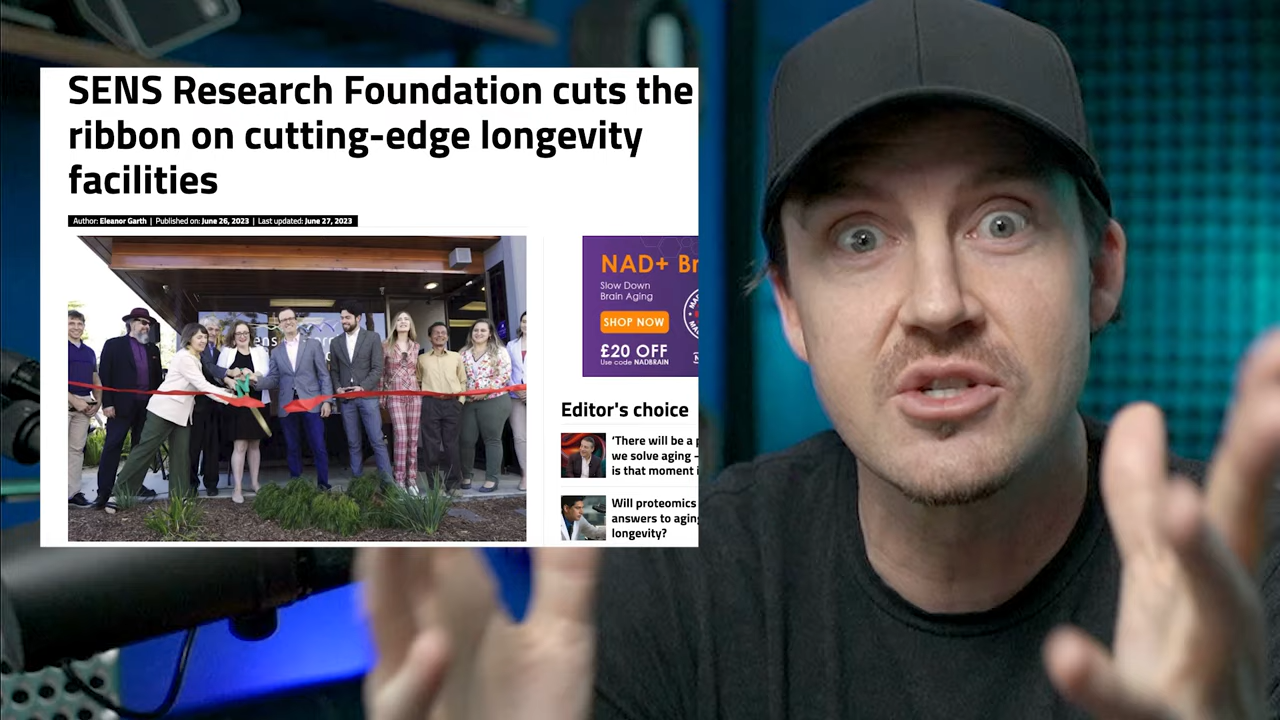 SENS Research Foundation cuts the
ribbon on cutting-edge longevity
facilities
Author: Eleanor Garth | Published on: June 26, 2023 | Last updated: June 27, 2023
NAD+ Br
Slow Down
Brain Aging
SHOP NOW
£20 OFF
Use code NADBRAIN
Editor's choice
'There will be a p
we solve aging -
is that moment i
Will proteomics
answers to aging
longevity?